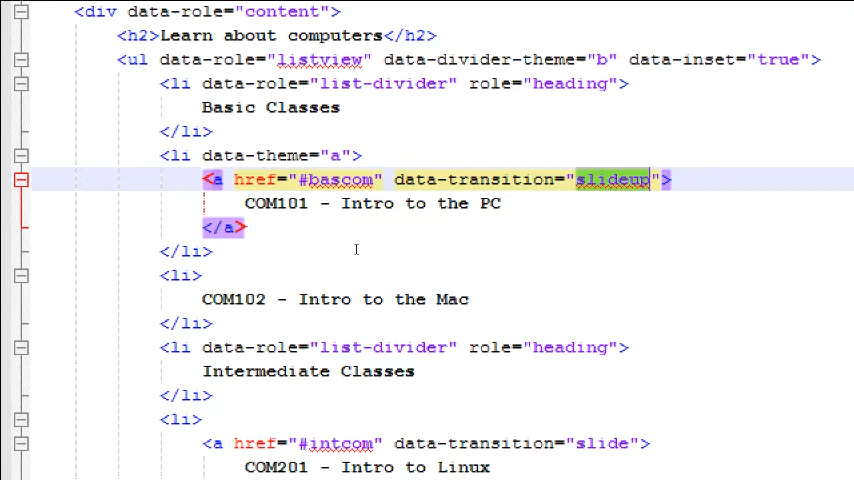 <div data-role="content">
<h2>Learn about computers</h2>
<ul data-role="listview" data-divider-theme="b" data-inset="true">
<li data-role="list-divider" role="heading">
Basic Classes
</li>
<li data-theme="a">
<a href="#bascom" data-transition="slideup">
COM101 - Intro to the PC
</a>
</li>
<li>
COM102 - Intro to the Mac
</li>
<li data-role="list-divider" role="heading">
Intermediate Classes
</li>
<li>
<a href="#intcom" data-transition="slide">
COM201 - Intro to Linux